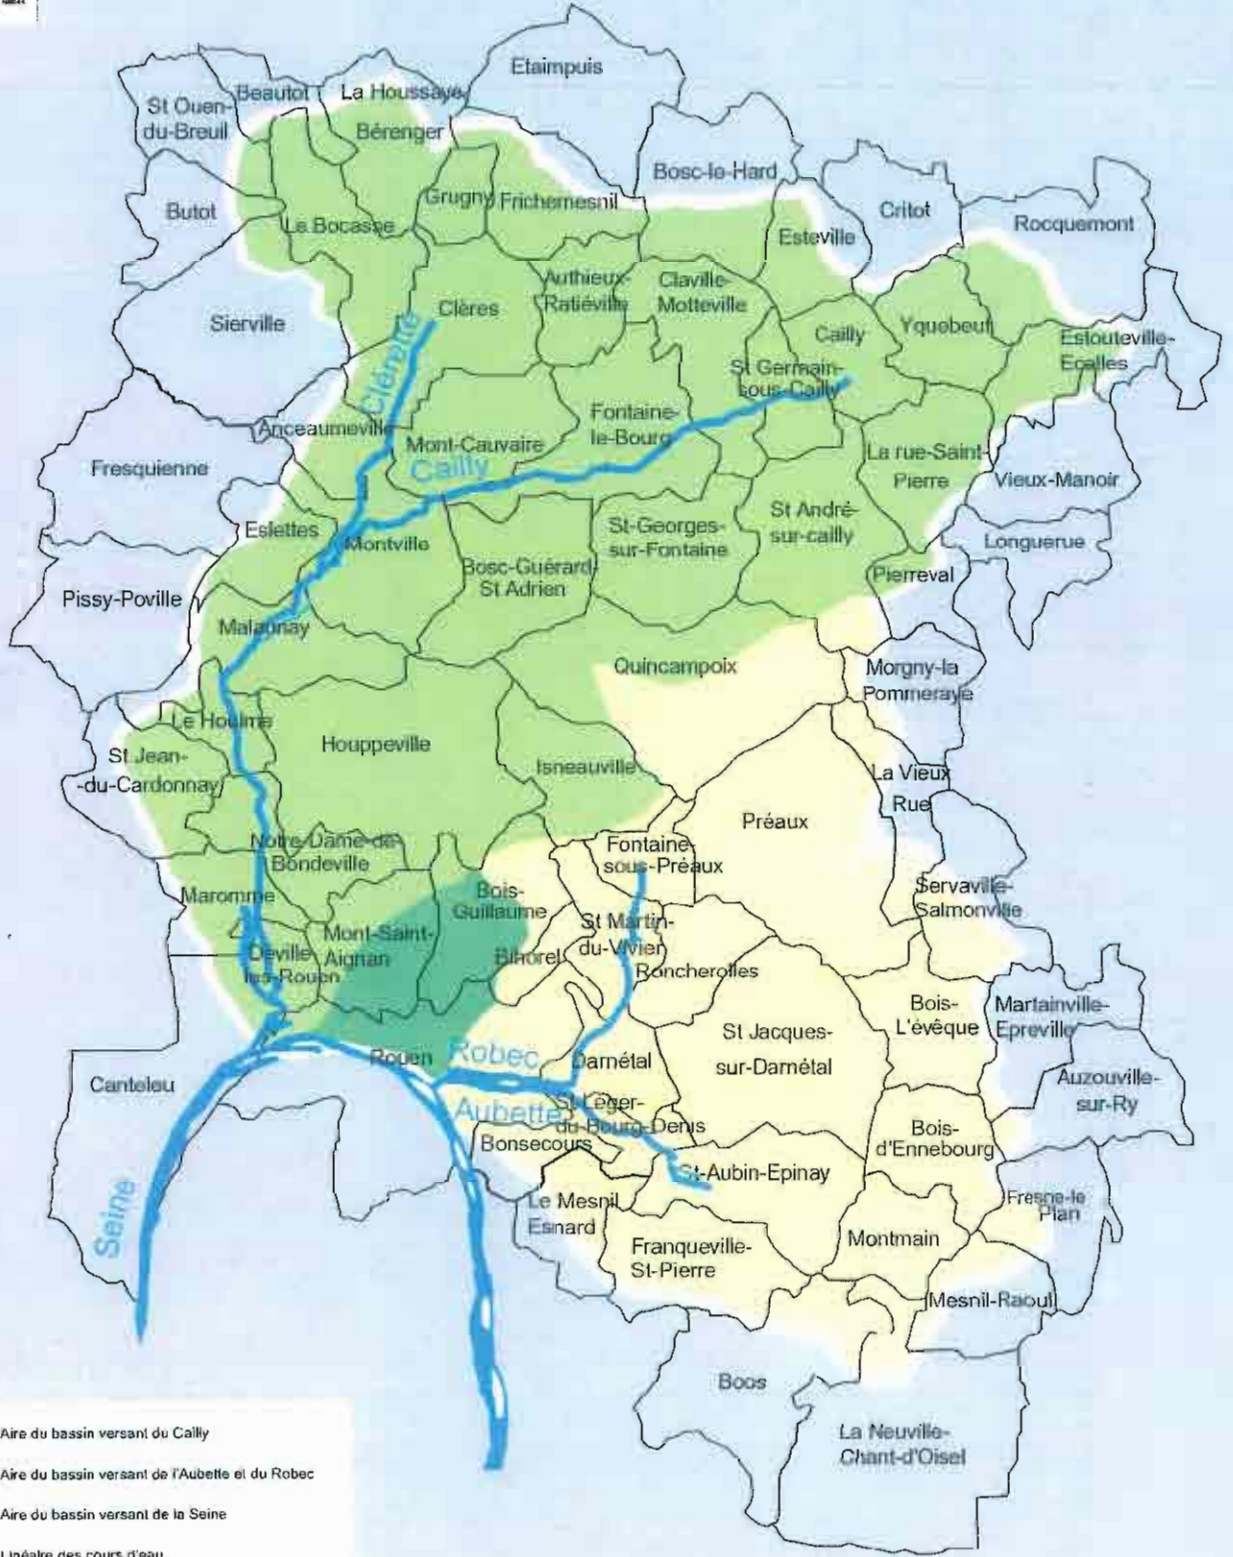 Etaimpuis
Beautot
La Houssaye
Bérenger
St Ouen-
du-Breuil
Bosc-le-Hard
Butot
Grugny
Frichemesnil
Le Bocasse
Esteville
Critot
Rocquemont
Sierville
Clères
Authieux-
Ratiéville
Claville-
Motteville
Cailly
Yquebeuf
Estouteville-
Ecalles
Clérette
St Germain-
sous-Cailly
Anceaumeville
Mont-Cauvaire
Fontaine-
le-Bourg
Cailly
La rue-Saint-
Pierre
Vieux-Manoir
Fresquienne
Eslettes
Montville
St-Georges-
sur-Fontaine
St André-
sur-cailly
Longuerue
Bosc-Guérard-
St Adrien
Pierreval
Pissy-Poville
Malaunay
Quincampoix
Morgny-la
Pommeraye
Le Houlme
Houppeville
Isneauville
St Jean-
-du-Cardonnay
La Vieux
Rue
Préaux
Notre-Dame-de-
Bondeville
Fontaine-
sous-Préaux
Maromme
Bois-
Guillaume
Servaville-
Salmonville
St Martin-
du-Vivier
Mont-Saint-
Aignan
Déville
les-Rouen
Bihorel
Roncherolles
Bois-
L'évêque
Martainville-
Epreville
St Jacques-
sur-Darnétal
Canteleu
Rouen
Robec
Darnétal
Auzouville-
sur-Ry
Aubette
St Léger-
du-Bourg-Denis
Bonsecours
Bois-
d'Ennebourg
St-Aubin-Epinay
Seine
Le Mesnil
Esnard
Fresne-le
Plan
Franqueville-
St-Pierre
Montmain
Mesnil-Raoul
Boos
La Neuville-
Chant-d'Oisel
Aire du bassin versant du Cailly
Aire du bassin versant de l'Aubette et du Robec
Aire du bassin versant de la Seine
Linéaire des cours d'eau